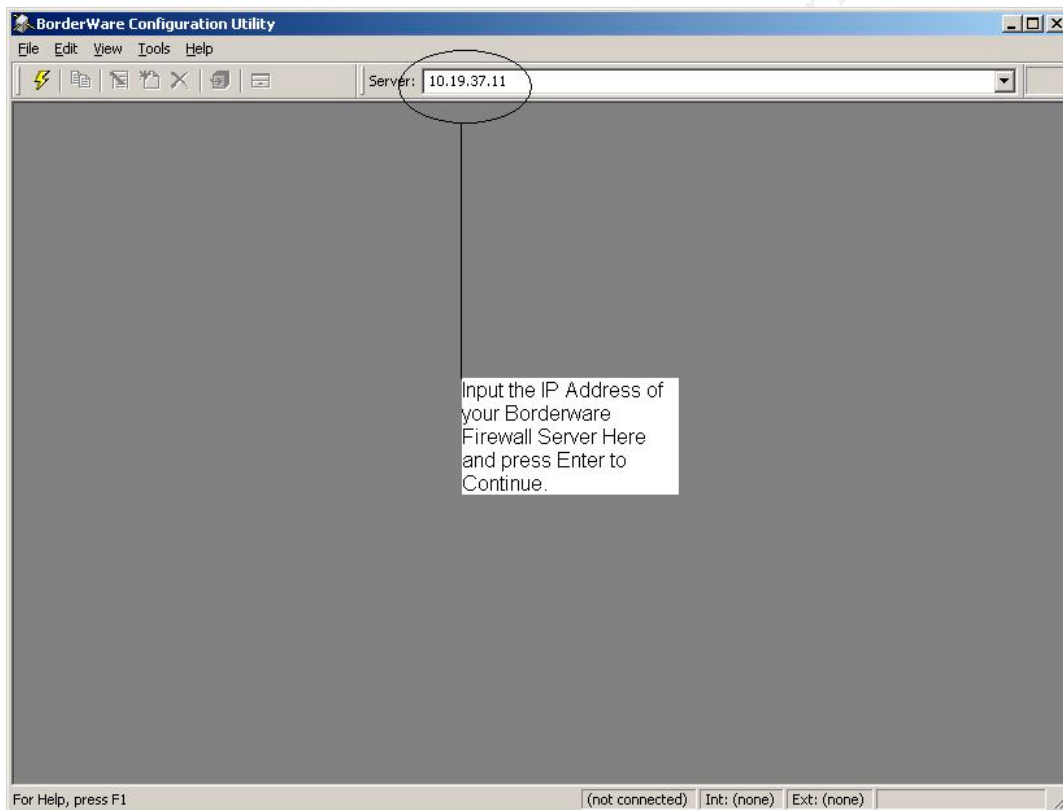 BorderWare Configuration Utility
File Edit View Tools Help
Server: 10.19.37.11
Input the IP Address of
your Borderware
Firewall Server Here
and press Enter to
Continue.
For Help, press F1 (not connected) Int: (none) Ext: (none)